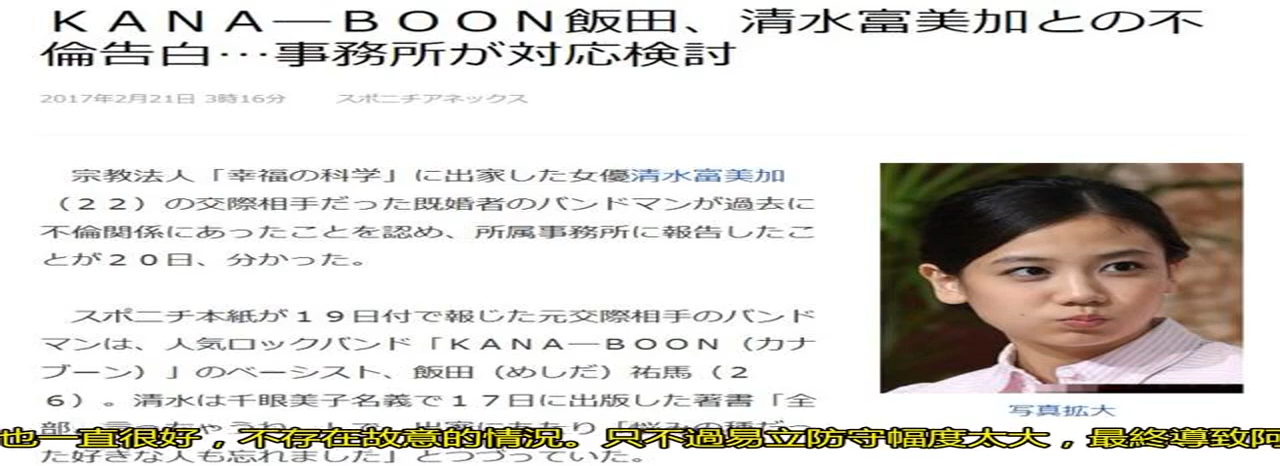 KANA―BOON飯田、清水富美加との不
倫告白…事務所が対応検討
2017年2月21日 3時16分 スポニチアネックス
宗教法人「幸福の科学」に出家した女優清水富美加
(22)の交際相手だった既婚者のバンドマンが過去に
不倫関係にあったことを認め、所属事務所に報告したこ
とが20日、分かった。
スポニチ本紙が19日付で報じた元交際相手のバンド
マンは、人気ロックバンド「KANA―BOON(カナ
ブーン)」のベーシスト、飯田(めしだ)祐馬(2
6)。清水は千眼美子名義で17日に出版した著書「全
写真拡大
也一直很好，不存在故意的情況。只不過易立防守幅度太大，最終導致阿
た好きな人も忘れました」とつづっていた。